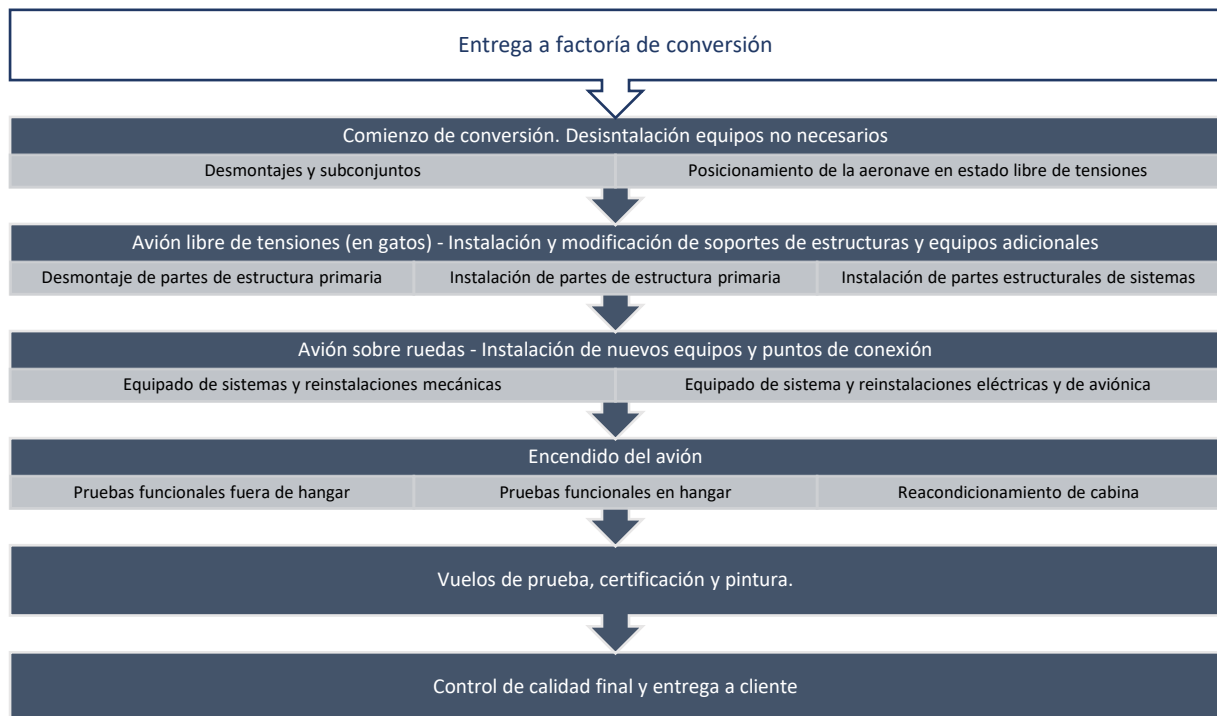 Entrega a factoría de conversión
Comienzo de conversión. Desisntalación equipos no necesarios
Desmontajes y subconjuntos
Posicionamiento de la aeronave en estado libre de tensiones
Avión libre de tensiones (en gatos) - Instalación y modificación de soportes de estructuras y equipos adicionales
Desmontaje de partes de estructura primaria
Instalación de partes de estructura primaria
Instalación de partes estructurales de sistemas
Avión sobre ruedas - Instalación de nuevos equipos y puntos de conexión
Equipado de sistemas y reinstalaciones mecánicas
Equipado de sistema y reinstalaciones eléctricas y de aviónica
Encendido del avión
Pruebas funcionales fuera de hangar
Pruebas funcionales en hangar
Reacondicionamiento de cabina
Vuelos de prueba, certificación y pintura.
Control de calidad final y entrega a cliente